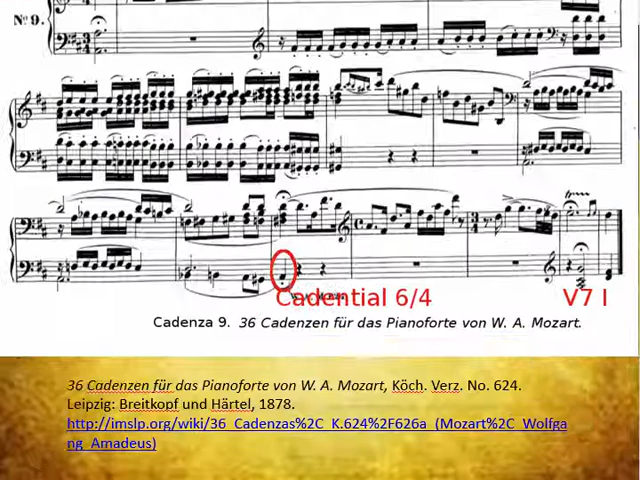 No 9.
Cadential 6/4
V7 I
Cadenza 9. 36 Cadenzen für das Pianoforte von W. A. Mozart.
36 Cadenzen für das Pianoforte von W. A. Mozart, Köch. Verz. No. 624.
Leipzig: Breitkopf und Härtel, 1878.
http://imslp.org/wiki/36_Cadenzas%2C_K.624%2F626a_(Mozart%2C_Wolfga
ng_Amadeus)